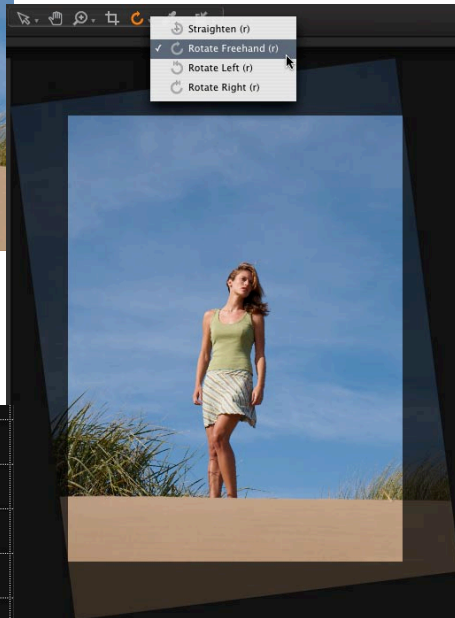 Straighten (r)
✓ Rotate Freehand (r)
Rotate Left (r)
Rotate Right (r)